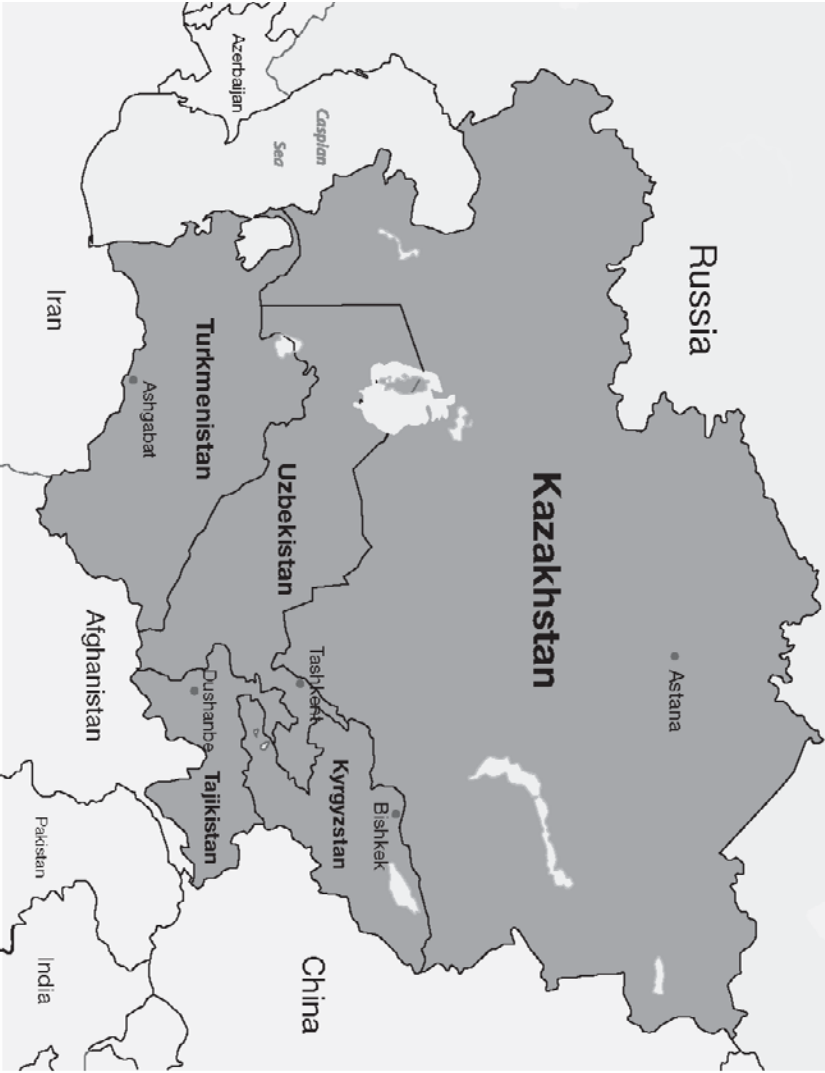 Russia
Astana
Kazakhstan
Bishkek
Kyrgyzstan
Caspian
Sea
Tashkent
China
Uzbekistan
Azerbaijan
Turkmenistan
Dushanbe
Tajikistan
Ashgabat
Afghanistan
Iran
Pakistan
India